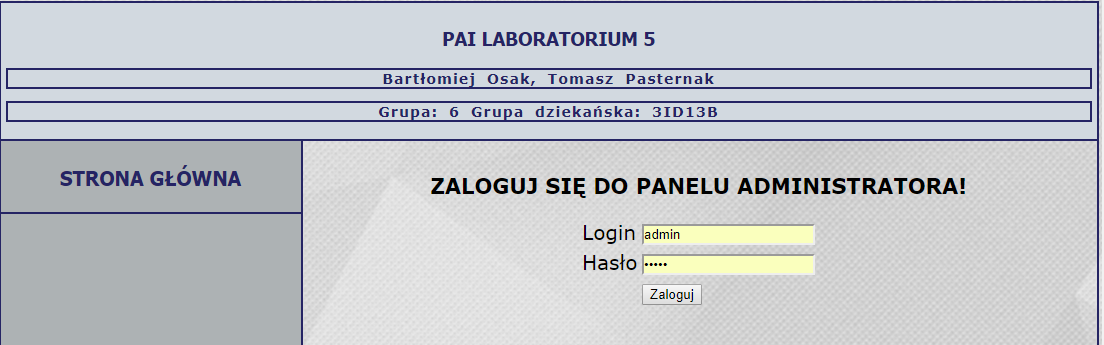 PAI LABORATORIUM 5
Bartłomiej Osak, Tomasz Pasternak
Grupa: 6 Grupa dziekańska: 3ID13B
STRONA GŁÓWNA
ZALOGUJ SIĘ DO PANELU ADMINISTRATORA!
Login admin
Hasło •••••
Zaloguj